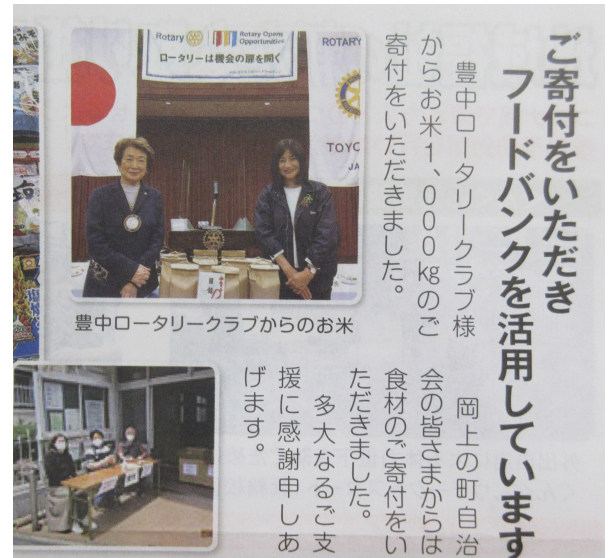 ご寄付をいただき
フードバンクを活用しています
豊中ロータリークラブ様
からお米1、000㎏のご
寄付をいただきました。
岡上の町自治
会の皆さまからは
食材のご寄付をい
ただきました。
多大なるご支
援に感謝申しあ
げます。
Rotary
Rotary Opens
Opportunities
ロータリーは機会の扉を開く
ROTARY
TOYO
JA
豊中ロータリークラブからのお米